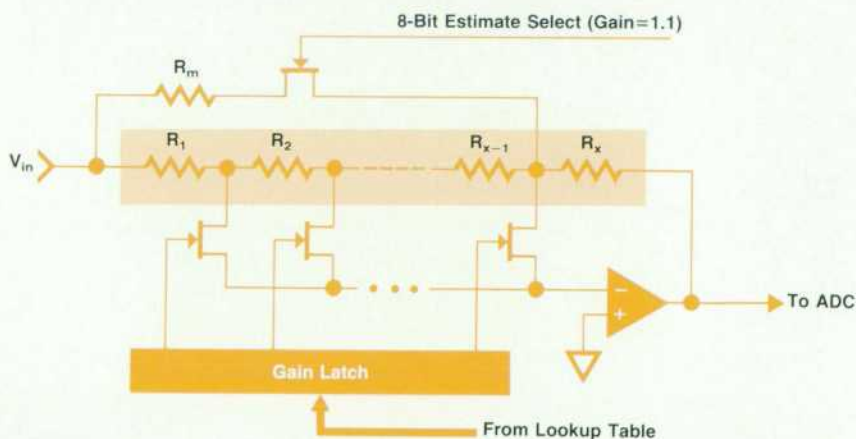 8-Bit Estimate Select (Gain=1.1)
Rm
Vin
R1
R2
Rx−1
Rx
−
+
To ADC
Gain Latch
From Lookup Table